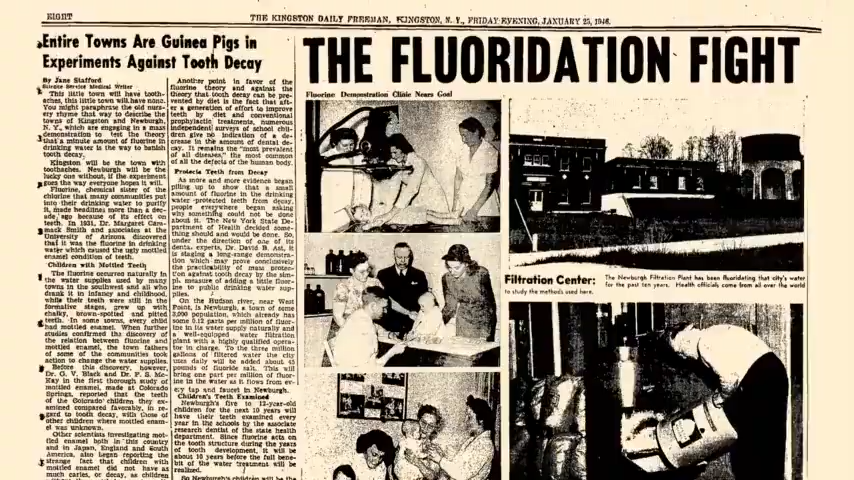 EIGHT
THE KINGSTON DAILY FREEMAN, KINGSTON, N. Y., FRIDAY EVENING, JANUARY 25, 1946.
Entire Towns Are Guinea Pigs in
Experiments Against Tooth Decay
By Jane Stafford
Science Service Medical Writer
This little town will have tooth-
aches, this little town will have none.
You might paraphrase the old nurs-
ery rhyme that way to describe the
towns of Kingston and Newburgh,
N. Y., which are engaging in a mass
demonstration to test the theory
that a minute amount of fluorine in
drinking water is the way to banish
tooth decay.
Kingston will be the town with
toothaches. Newburgh will be the
lucky one without, if the experiment
goes the way everyone hopes it will.
Fluorine, chemical sister of the
chlorine that many communities put
into their drinking water to purify
it, made headlines more than a dec-
ade ago because of its effect on
teeth. In 1931, Dr. Margaret Cam-
mack Smith and associates at the
University of Arizona discovered
that it was the fluorine in drinking
water which caused the ugly mottled
enamel condition of teeth.
Children with Mottled Teeth
The fluorine occurred naturally in
the water supplies used by many
towns in the southwest and all who
drank it in infancy and childhood,
while their teeth were still in the
formative stages, grew up with
chalky, brown-spotted and pitted
teeth. In some towns, every child
had mottled enamel. When further
studies confirmed the discovery of
the relation between fluorine and
mottled enamel, the town fathers
of some of the communities took
action to change the water supplies.
Before this discovery, however,
Dr. G. V. Black and Dr. F. S. Mc-
Kay in the first thorough study of
mottled enamel, made at Colorado
Springs, reported that the teeth
of the Colorado children they ex-
amined compared favorably, in re-
gard to tooth decay, with those of
other children where mottled enam-
el was unknown.
Other scientists investigating mot-
tled enamel both in this country
and in Japan, England and South
America, also began reporting the
strange fact that children with
mottled enamel did not have as
much caries, or decay, as children
Another point in favor of the
fluorine theory and against the
theory that tooth decay can be pre-
vented by diet is the fact that aft-
er a generation of effort to improve
teeth by diet and conventional
prophylactic treatments, numerous
independent surveys of school chil-
dren give no indication of a de-
crease in the amount of dental de-
cay. It remains the "most prevalent
of all diseases," the most common
of all the defects of the human body.
Protects Teeth from Decay
As more and more evidence began
piling up to show that a small
amount of fluorine in the drinking
water protected teeth from decay,
people everywhere began asking
why something could not be done
about it. The New York State De-
partment of Health decided some-
thing should and would be done. So,
under the direction of one of its
dental experts, Dr. David B. Ast, it
is staging a long-range demonstra-
tion which may prove conclusively
the practicability of mass protec-
tion against tooth decay by the sim-
ple measure of adding a little fluor-
ine to public drinking water sup-
plies.
On the Hudson river, near West
Point, is Newburgh, a town of some
population, which already has
some 0.12 parts per million of fluor-
ine in its water supply naturally and
a well-equipped water filtration
plant with a highly qualified opera-
tor in charge. To the three million
gallons of filtered water the city
uses daily will be added about
pounds of fluoride salt. This will
bring one part per million of fluor-
ine in the water as it flows from ev-
ery tap and faucet in Newburgh.
Children's Teeth Examined
Newburgh's five to 12-year-old
children for the next 10 years will
have their teeth examined every
year in the schools by the associate
research dentist of the state health
department. Since fluorine acts on
the tooth structure during the years
of tooth development, it will be
about 10 years before the full bene-
fit of the water treatment will be
realized.
So Newburgh's children will be the
THE FLUORIDATION FIGHT
Fluorine Demonstration Clinic Nears Goal
Filtration Center: The Newburgh Filtration Plant has been fluoridating that city's water
for the past ten years. Health officials come from all over the world
to study the methods used here.